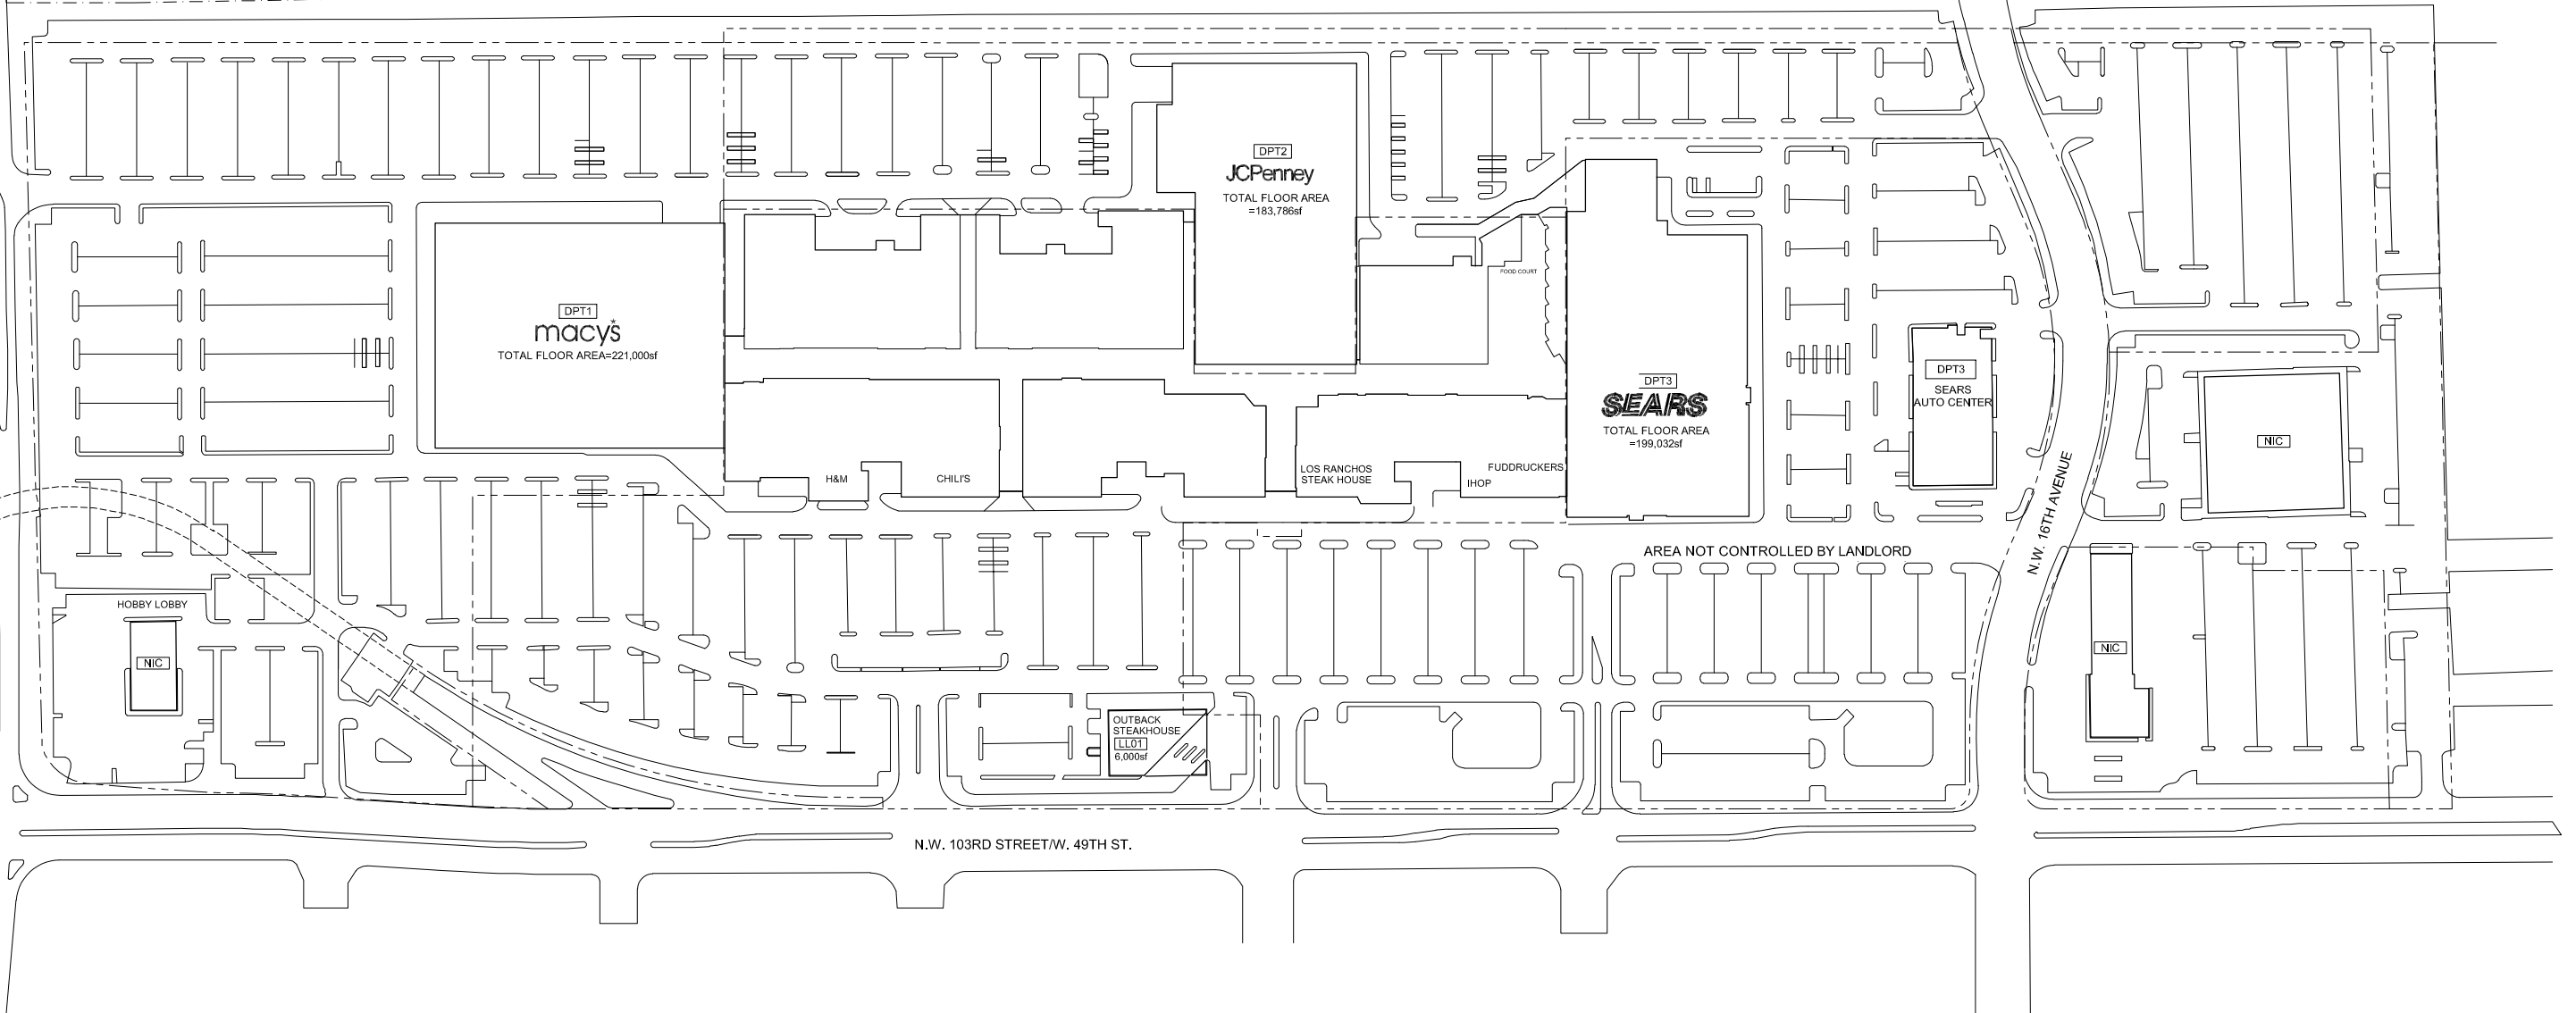 DPT2
JCPenney
TOTAL FLOOR AREA
=183,786sf
FOOD COURT
DPT1
macy's
TOTAL FLOOR AREA=221,000sf
DPT3
SEARS
TOTAL FLOOR AREA
=199,032sf
DPT3
SEARS
AUTO CENTER
NIC
H&M
CHILI'S
LOS RANCHOS
STEAK HOUSE
FUDDRUCKERS
IHOP
N.W. 16TH AVENUE
AREA NOT CONTROLLED BY LANDLORD
HOBBY LOBBY
NIC
NIC
OUTBACK
STEAKHOUSE
LL01
6,000sf
N.W. 103RD STREET/W. 49TH ST.